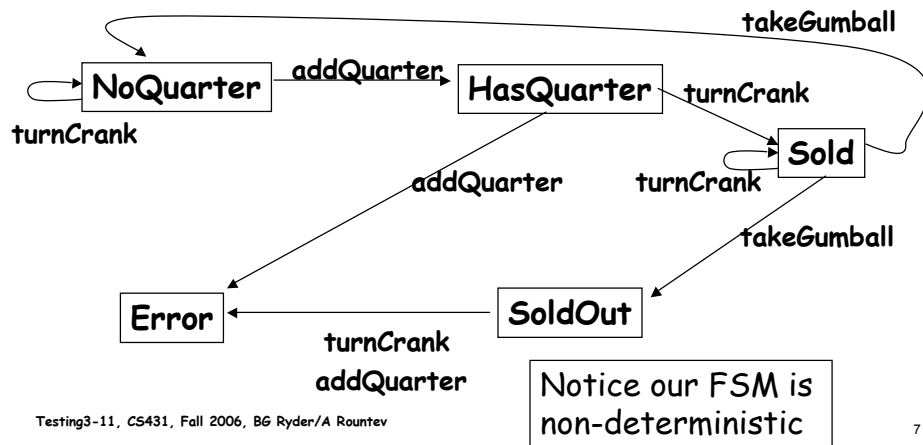 takeGumball
NoQuarter
addQuarter
HasQuarter
turnCrank
turnCrank
Sold
addQuarter
turnCrank
takeGumball
Error
SoldOut
turnCrank
addQuarter
Notice our FSM is
non-deterministic
Testing3-11, CS431, Fall 2006, BG Ryder/A Rountev
7